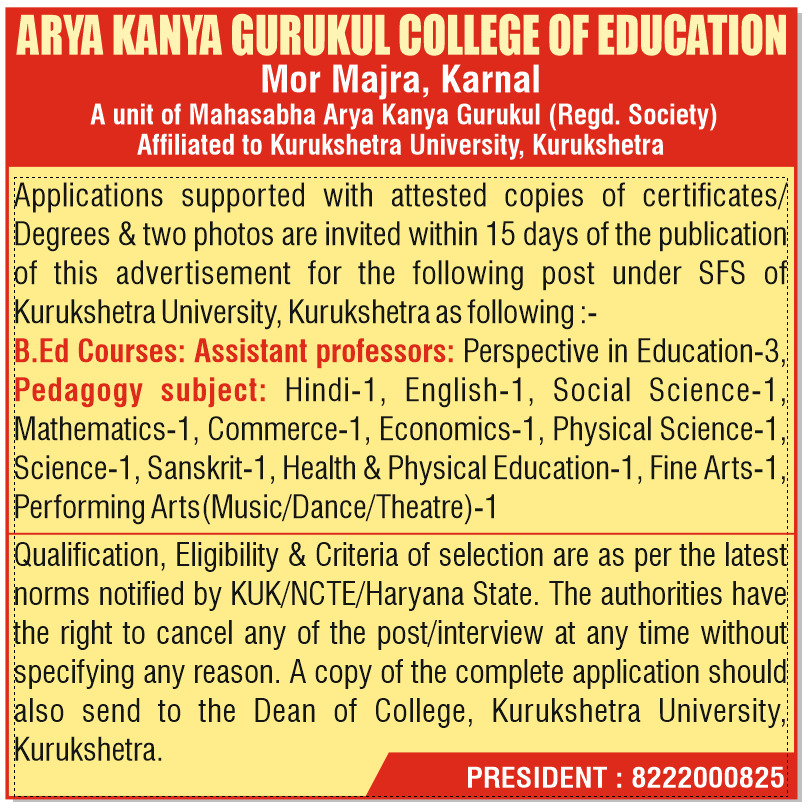 ARYA KANYA GURUKUL COLLEGE OF EDUCATION
Mor Majra, Karnal
A unit of Mahasabha Arya Kanya Gurukul (Regd. Society)
Affiliated to Kurukshetra University, Kurukshetra
Applications supported with attested copies of certificates/
Degrees & two photos are invited within 15 days of the publication
of this advertisement for the following post under SFS of
Kurukshetra University, Kurukshetra as following :-
B.Ed Courses: Assistant professors: Perspective in Education-3,
Pedagogy subject: Hindi-1, English-1, Social Science-1,
Mathematics-1, Commerce-1, Economics-1, Physical Science-1,
Science-1, Sanskrit-1, Health & Physical Education-1, Fine Arts-1,
Performing Arts(Music/Dance/Theatre)-1
Qualification, Eligibility & Criteria of selection are as per the latest
norms notified by KUK/NCTE/Haryana State. The authorities have
the right to cancel any of the post/interview at any time without
specifying any reason. A copy of the complete application should
also send to the Dean of College, Kurukshetra University,
Kurukshetra.
PRESIDENT : 8222000825